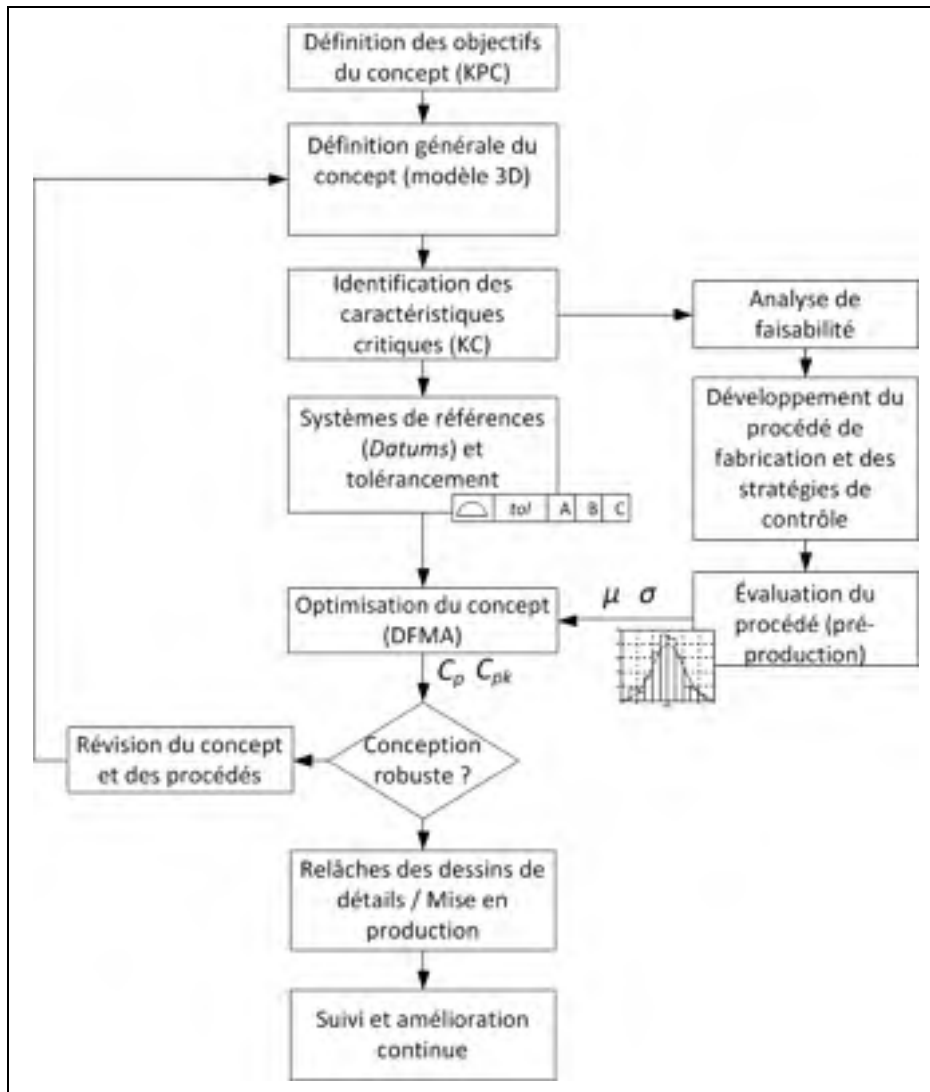 Définition des objectifs
du concept (KPC)
Définition générale du
concept (modèle 3D)
Identification des
caractéristiques
critiques (KC)
Analyse de
faisabilité
Systèmes de références
(Datums) et
tolérancement
tol A B C
Développement du
procédé de
fabrication et des
stratégies de
contrôle
Optimisation du concept
(DFMA)
μ σ
Évaluation du
procédé (pré-
production)
Cp Cpk
Conception
robuste ?
Révision du concept
et des procédés
Relâches des dessins de
détails / Mise en
production
Suivi et amélioration
continue